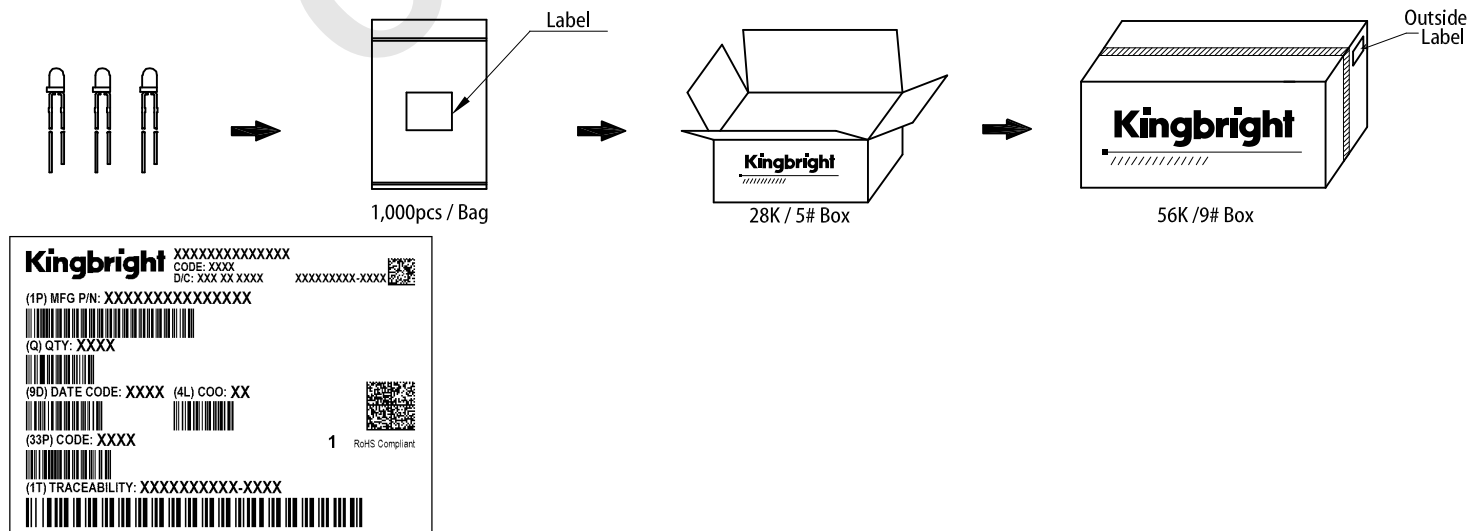 Label
Outside
Label
Kingbright
Kingbright
1,000pcs / Bag
28K / 5# Box
56K /9# Box
Kingbright
XXXXXXXXXXXXXX
CODE: XXXX
D/C: XXX XX XXXX XXXXXXXXX-XXXX
(1P) MFG P/N: XXXXXXXXXXXXXXX
(Q) QTY: XXXX
(9D) DATE CODE: XXXX (4L) COO: XX
(33P) CODE: XXXX
1 RoHS Compliant
(1T) TRACEABILITY: XXXXXXXXXX-XXXX